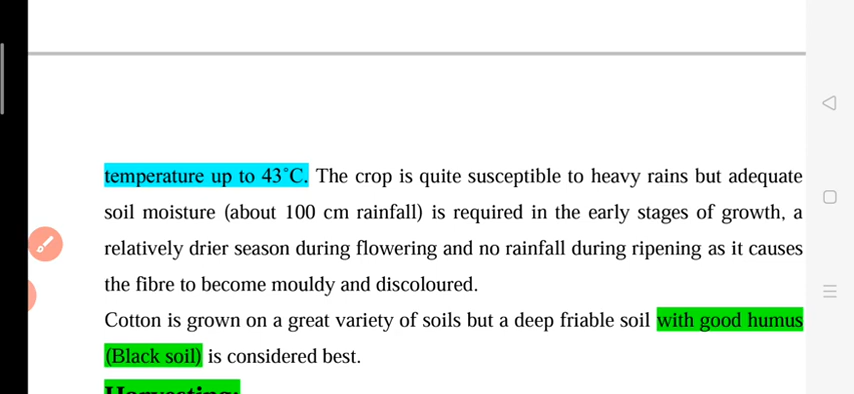 temperature up to 43˚C. The crop is quite susceptible to heavy rains but adequate
soil moisture (about 100 cm rainfall) is required in the early stages of growth, a
relatively drier season during flowering and no rainfall during ripening as it causes
the fibre to become mouldy and discoloured.
Cotton is grown on a great variety of soils but a deep friable soil with good humus
(Black soil) is considered best.
Harvesting: